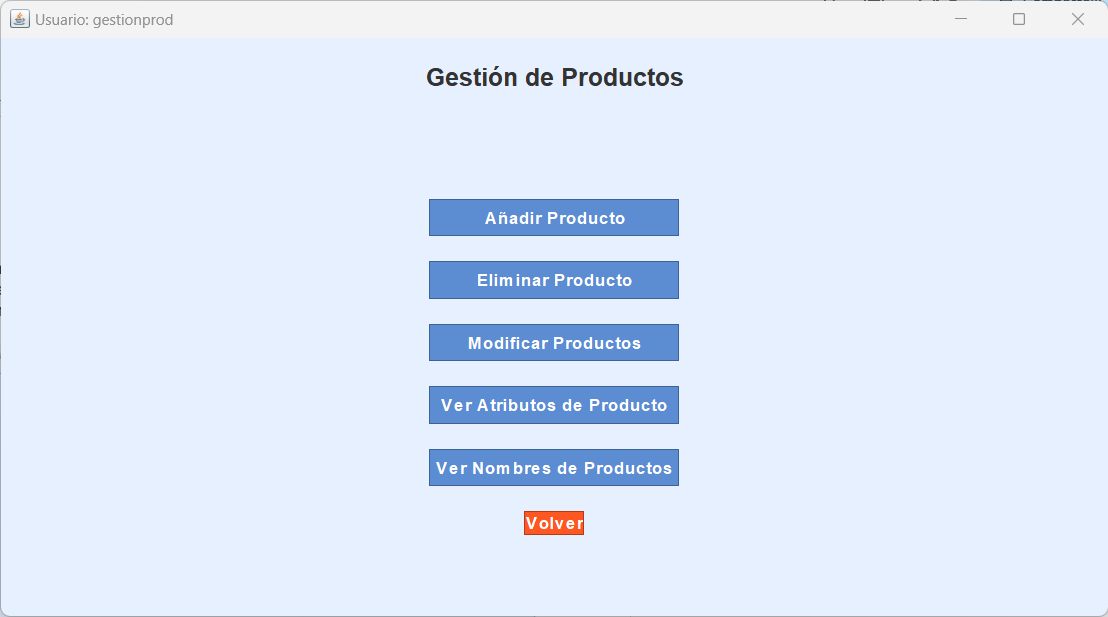 Usuario: gestionprod
Gestión de Productos
Añadir Producto
Eliminar Producto
Modificar Productos
Ver Atributos de Producto
Ver Nombres de Productos
Volver